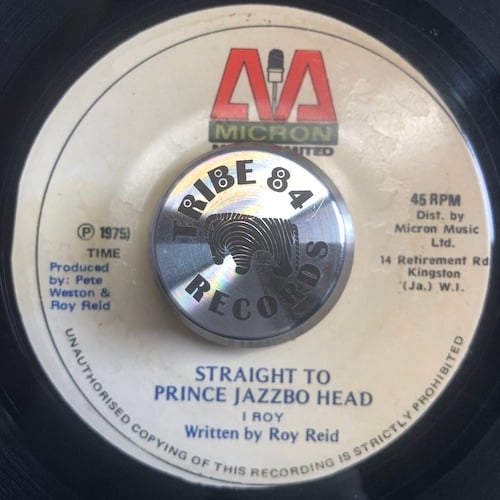 MICRON
LIMITED
TRIBE 84
RECORDS
℗ 1975)
TIME
Produced
by: Pete
Weston &
Roy Reid
45 RPM
Dist. by
Micron Music
Ltd.
14 Retirement Rd
Kingston
(Ja.) W.I.
STRAIGHT TO
PRINCE JAZZBO HEAD
I ROY
Written by Roy Reid
UNAUTHORISED COPYING OF THIS RECORDING IS STRICTLY PROHIBITED